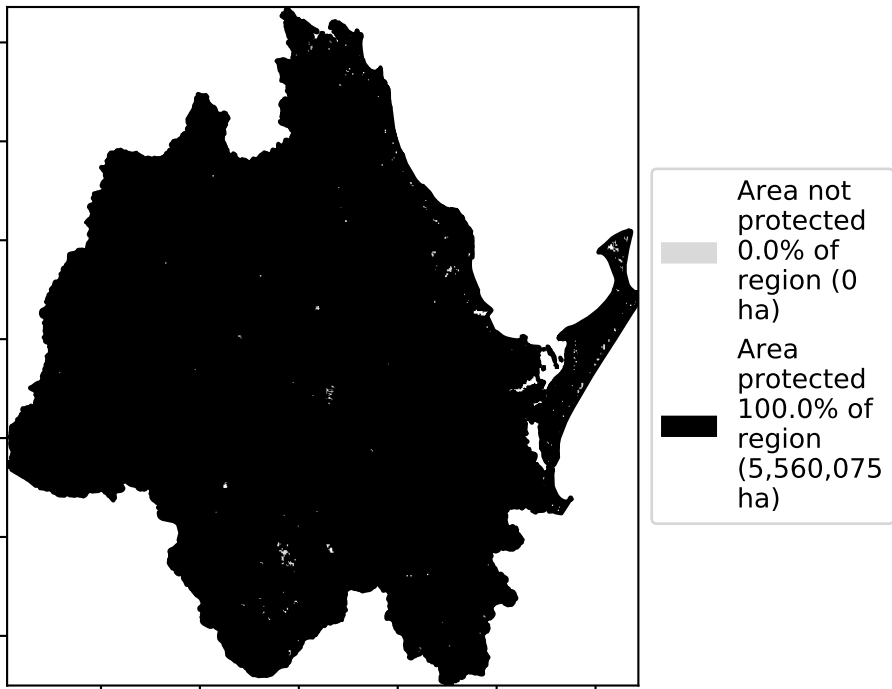 Area not
protected
0.0% of
region (0
ha)
Area
protected
100.0% of
region
(5,560,075
ha)